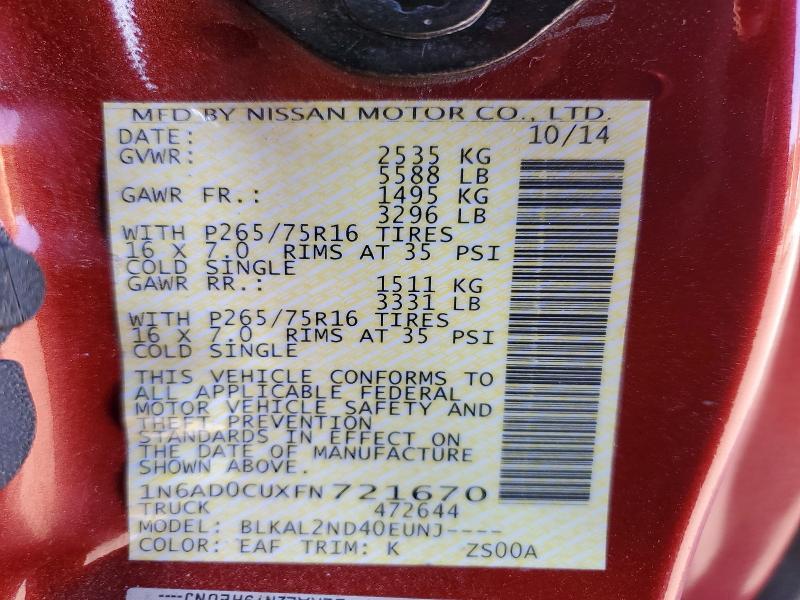 MFD BY NISSAN MOTOR CO., LTD.
DATE: 10/14
GVWR: 2535 KG
5588 LB
GAWR FR.: 1495 KG
3296 LB
WITH P265/75R16 TIRES
16 X 7.0 RIMS AT 35 PSI
COLD SINGLE
GAWR RR.: 1511 KG
3331 LB
WITH P265/75R16 TIRES
16 X 7.0 RIMS AT 35 PSI
COLD SINGLE
THIS VEHICLE CONFORMS TO
ALL APPLICABLE FEDERAL
MOTOR VEHICLE SAFETY AND
THEFT PREVENTION
STANDARDS IN EFFECT ON
THE DATE OF MANUFACTURE
SHOWN ABOVE.
1N6AD0CUXFN721670
TRUCK 472644
MODEL: BLKAL2ND40EUNJ----
COLOR: EAF TRIM: K ZS00A